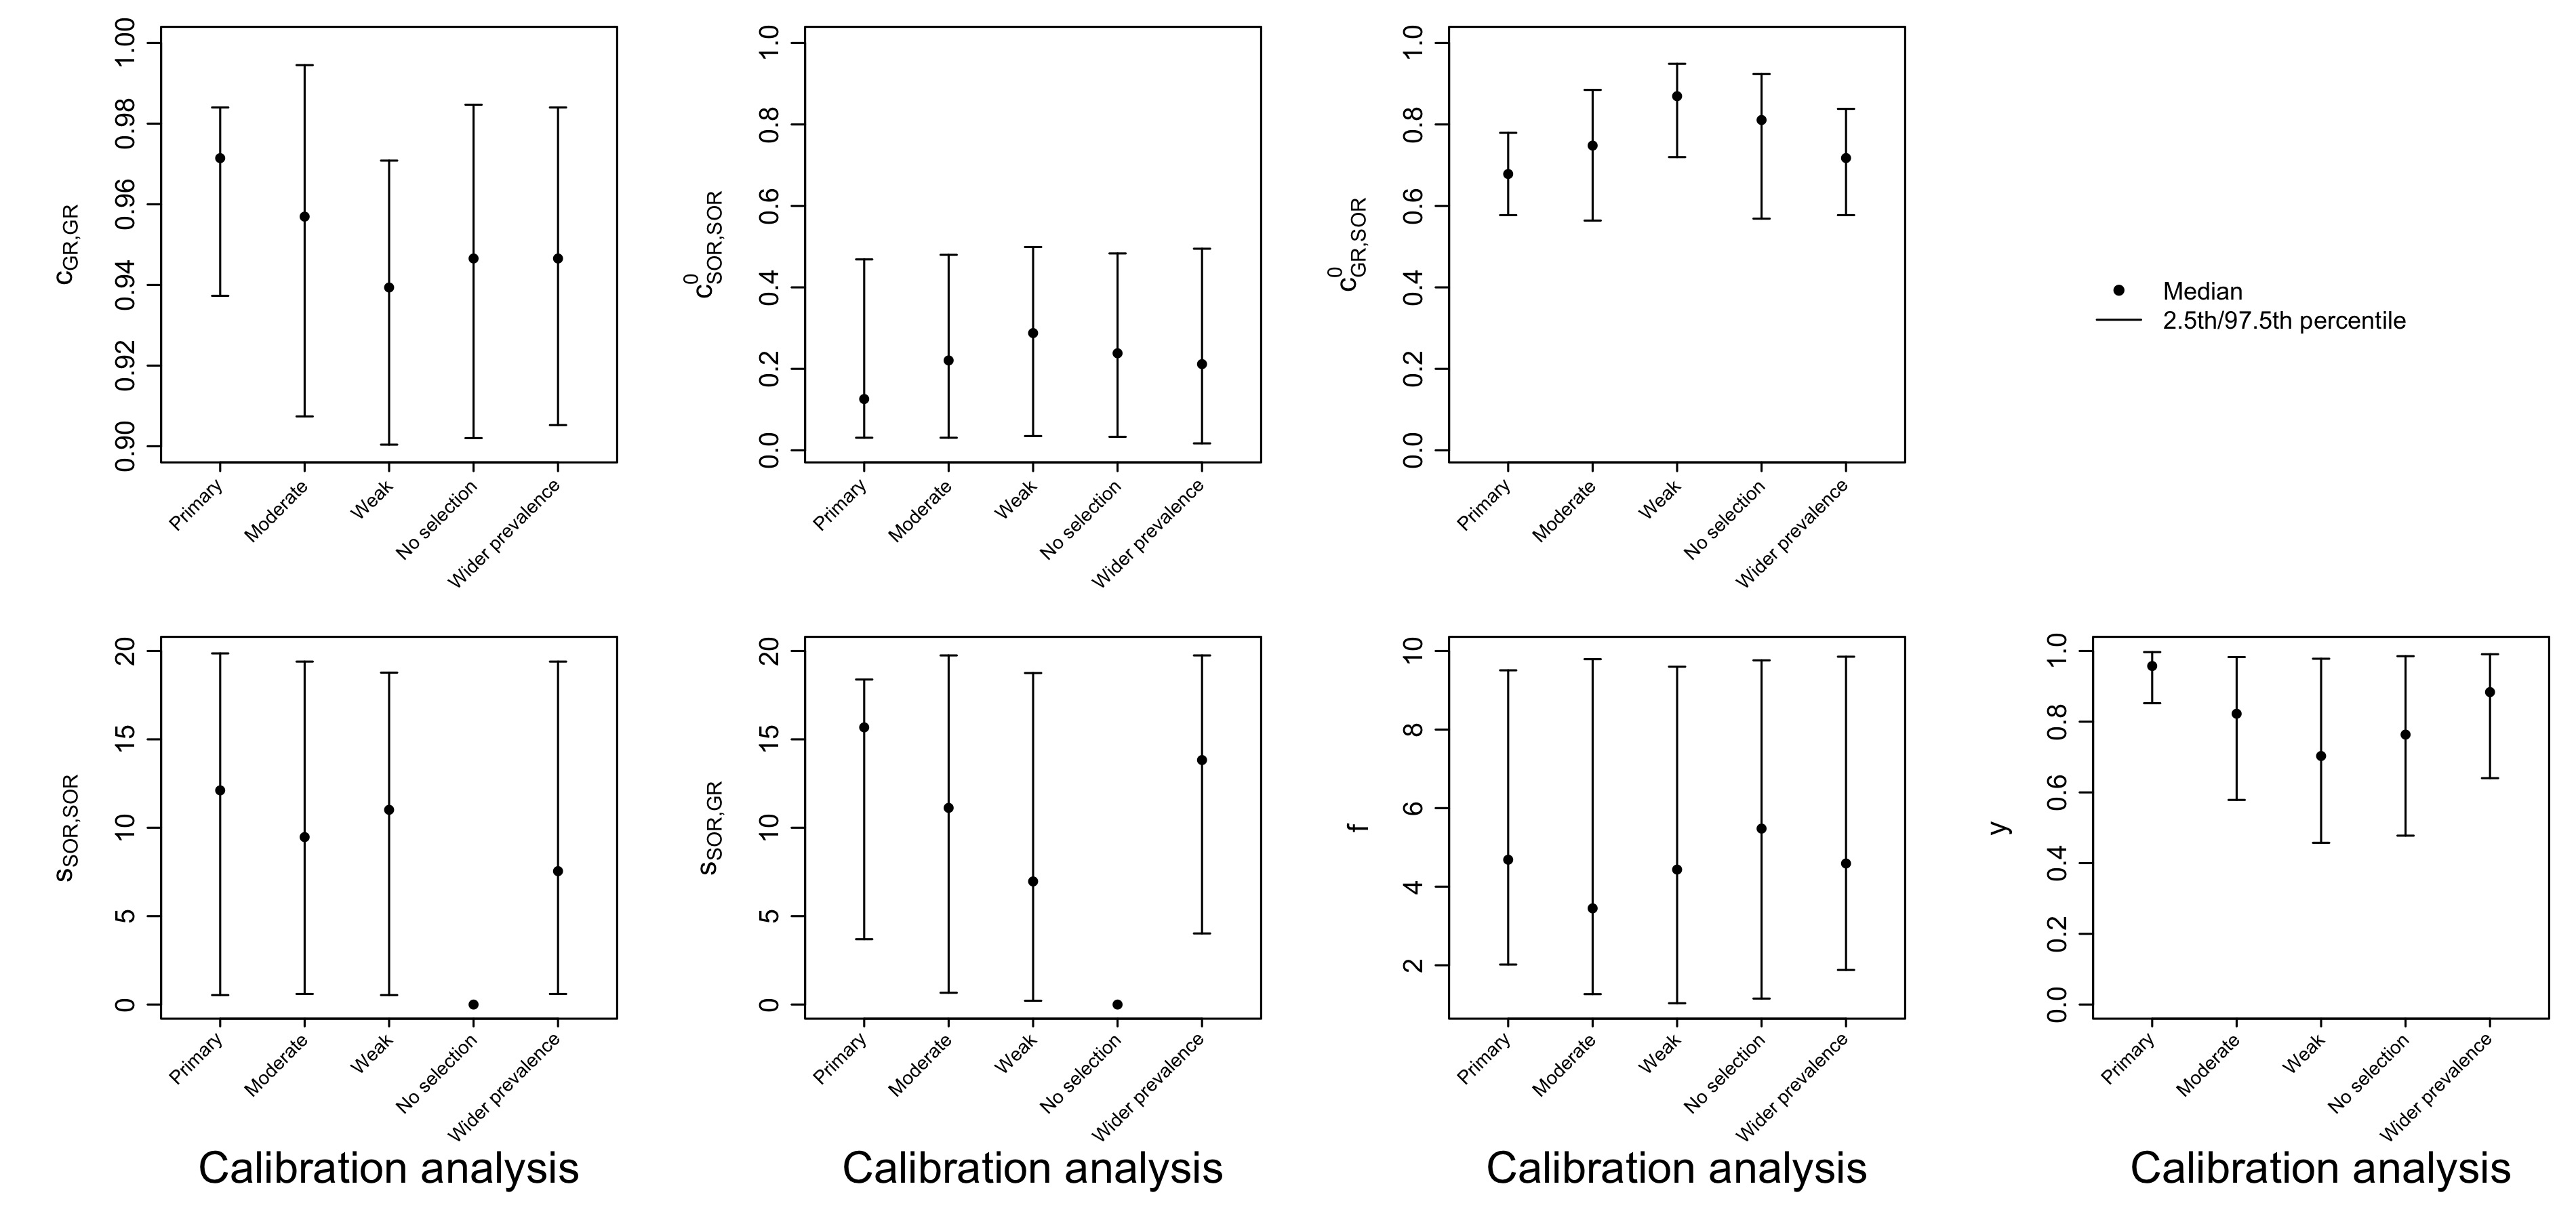 c_GR,GR
1.00
0.98
0.96
0.94
0.92
0.90
Primary
Moderate
Weak
No selection
Wider prevalence
c^0_SOR,SOR
1.0
0.8
0.6
0.4
0.2
0.0
Primary
Moderate
Weak
No selection
Wider prevalence
c^0_GR,SOR
1.0
0.8
0.6
0.4
0.2
0.0
Primary
Moderate
Weak
No selection
Wider prevalence
Median
2.5th/97.5th percentile
s_SOR,SOR
20
15
10
5
0
Primary
Moderate
Weak
No selection
Wider prevalence
Calibration analysis
s_SOR,GR
20
15
10
5
0
Primary
Moderate
Weak
No selection
Wider prevalence
Calibration analysis
f
10
8
6
4
2
Primary
Moderate
Weak
No selection
Wider prevalence
Calibration analysis
y
1.0
0.8
0.6
0.4
0.2
0.0
Primary
Moderate
Weak
No selection
Wider prevalence
Calibration analysis